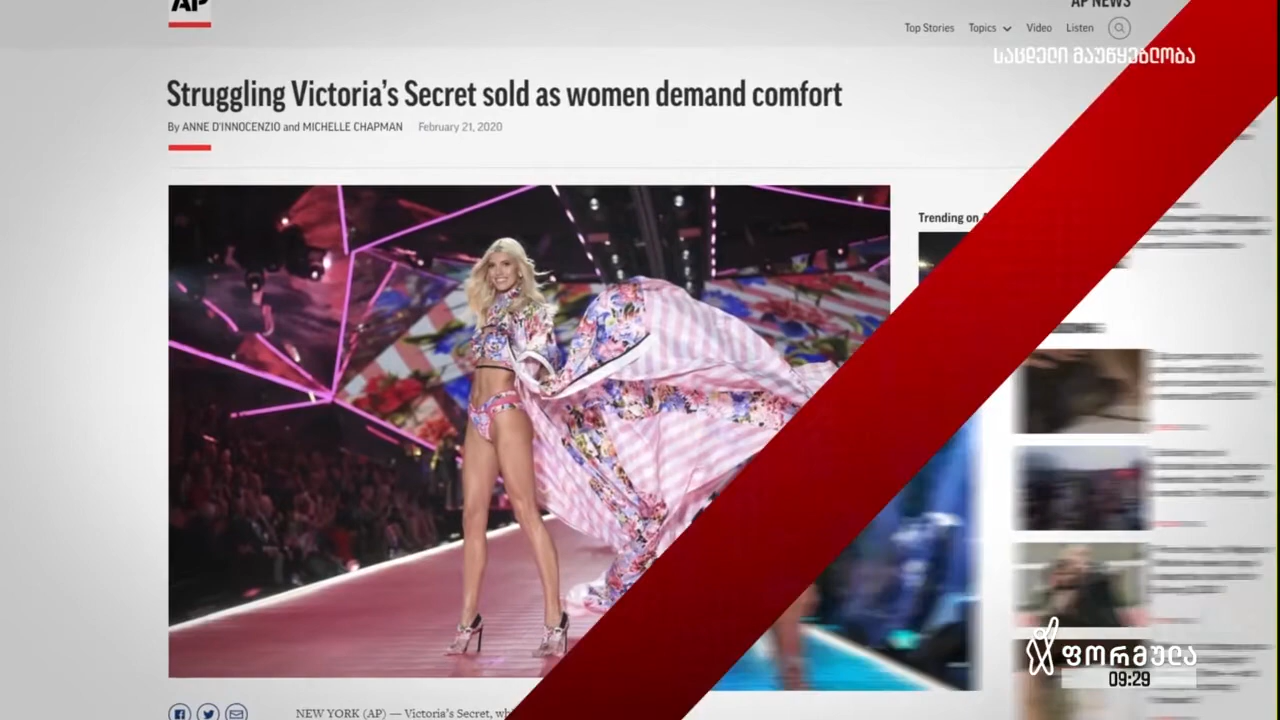 AP
AP NEWS
Top Stories Topics Video Listen
საცდელი მაუწყებლობა
Struggling Victoria's Secret sold as women demand comfort
By ANNE D'INNOCENZIO and MICHELLE CHAPMAN February 21, 2020
Trending on
NEW YORK (AP) — Victoria's Secret,
ფორმულა
09:29